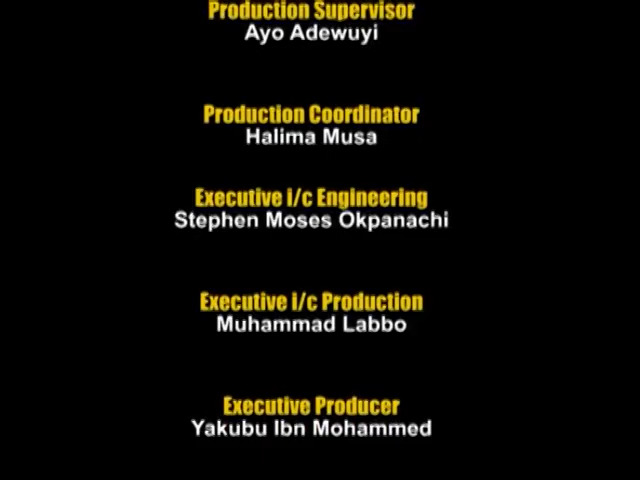 Production Supervisor
Ayo Adewuyi
Production Coordinator
Halima Musa
Executive i/c Engineering
Stephen Moses Okpanachi
Executive i/c Production
Muhammad Labbo
Executive Producer
Yakubu Ibn Mohammed